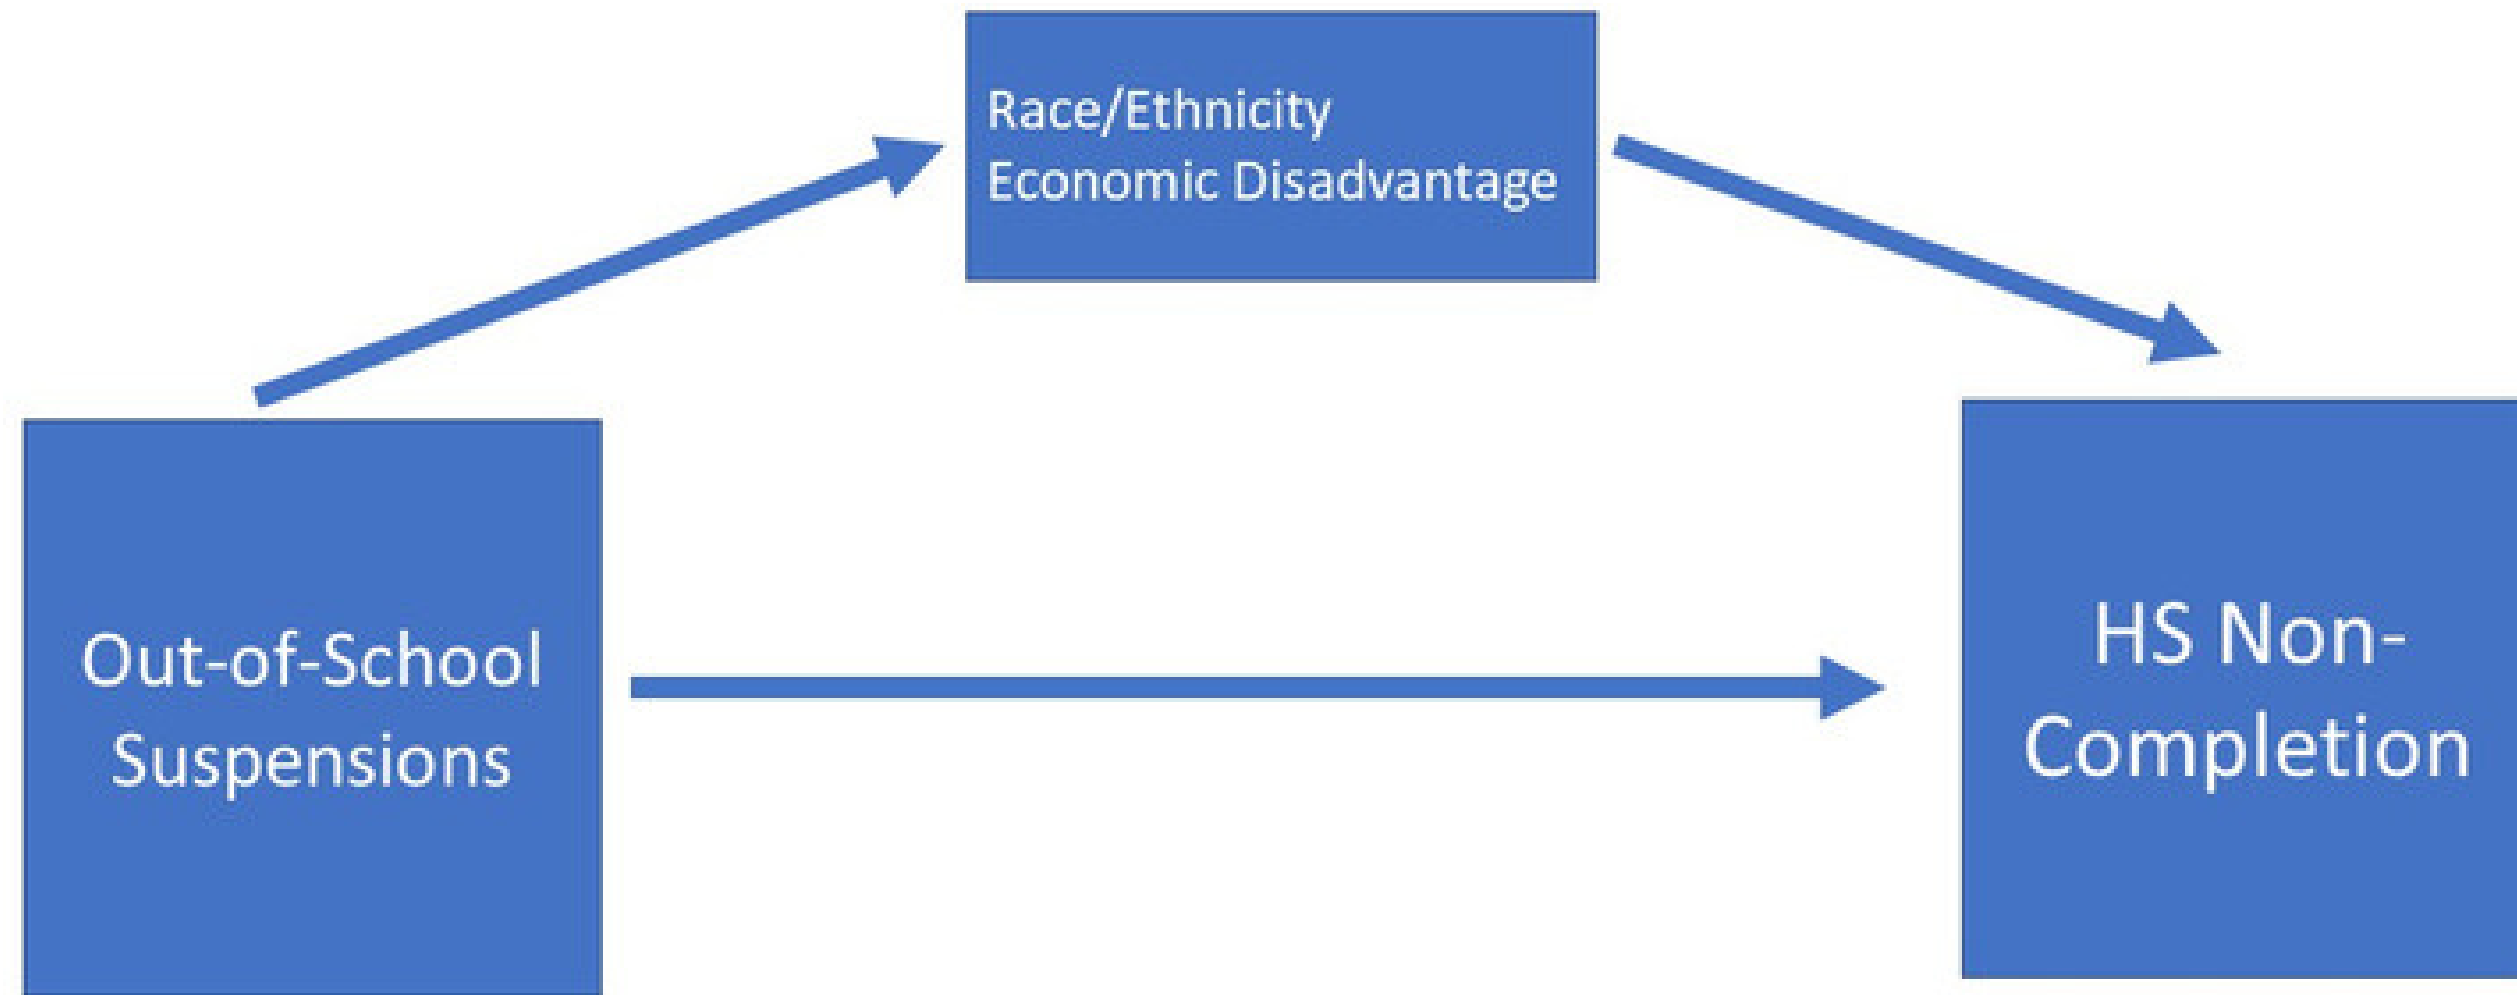 Race/Ethnicity
Economic Disadvantage
Out-of-School
Suspensions
HS Non-
Completion